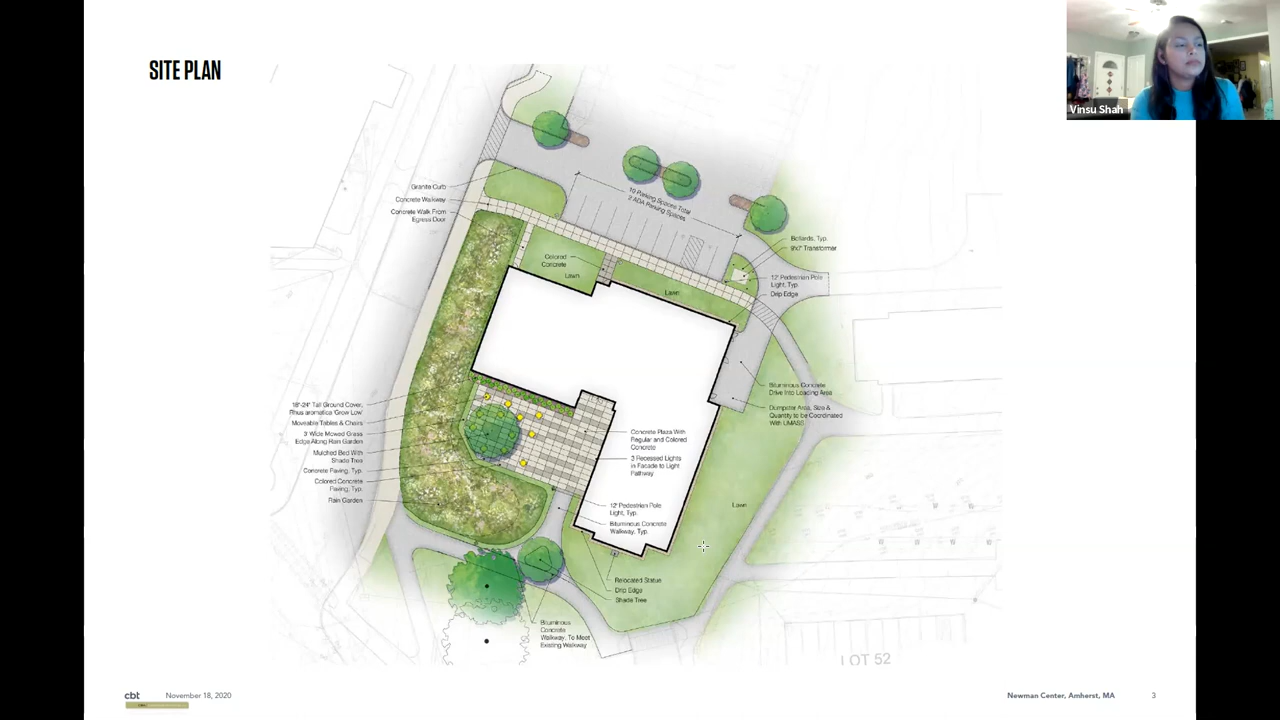 Vinsu Shah
SITE PLAN
Granite Curb
Concrete Walkway
Concrete Walk From
Egress Door
10 Parking Spaces Total
2 ADA Parking Spaces
Bollards, Typ.
9'x7' Transformer
12' Pedestrian Pole
Light, Typ
Drip Edge
Colored
Concrete
Lawn
Lawn
Bituminous Concrete
Drive Into Loading Area
Dumpster Area, Size &
Quantity to be Coordinated
With UMASS
18"-24" Tall Ground Cover,
Rhus aromatica 'Grow Low'
Moveable Tables & Chairs
3' Wide Mowed Grass
Edge Along Rain Garden
Mulched Bed With
Shade Tree
Concrete Paving, Typ.
Colored Concrete
Paving, Typ.
Rain Garden
Concrete Plaza With
Regular and Colored
Concrete
3 Recessed Lights
in Facade to Light
Pathway
12' Pedestrian Pole
Light, Typ.
Bituminous Concrete
Walkway, Typ.
Lawn
Relocated Statue
Drip Edge
Shade Tree
Bituminous
Concrete
Walkway, To Meet
Existing Walkway
LOT 52
cbt
November 18, 2020
Newman Center, Amherst, MA
3